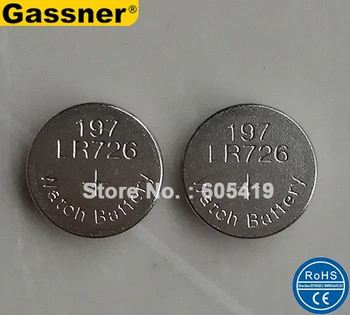 Gassner®
197
LR726
+
Watch Battery
197
LR726
+
Watch Battery
Store No.: 605419
RoHS
CE